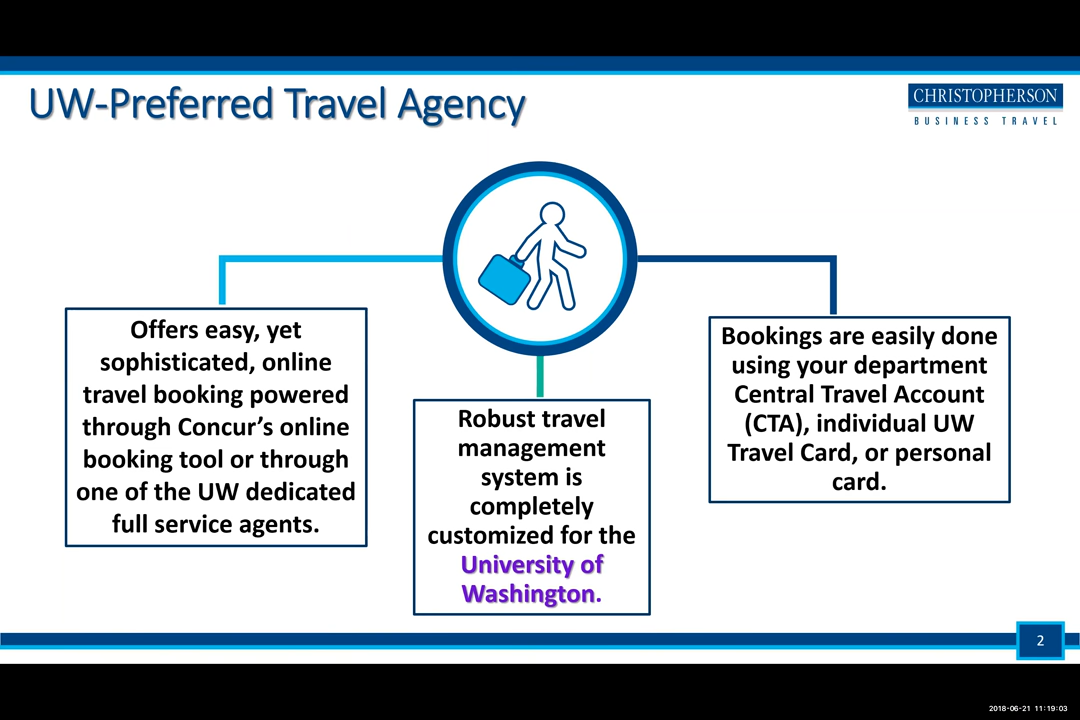 UW-Preferred Travel Agency
CHRISTOPHERSON
BUSINESS TRAVEL
Offers easy, yet
sophisticated, online
travel booking powered
through Concur’s online
booking tool or through
one of the UW dedicated
full service agents.
Robust travel
management
system is
completely
customized for the
University of
Washington.
Bookings are easily done
using your department
Central Travel Account
(CTA), individual UW
Travel Card, or personal
card.
2
2018-06-21 11:19:03